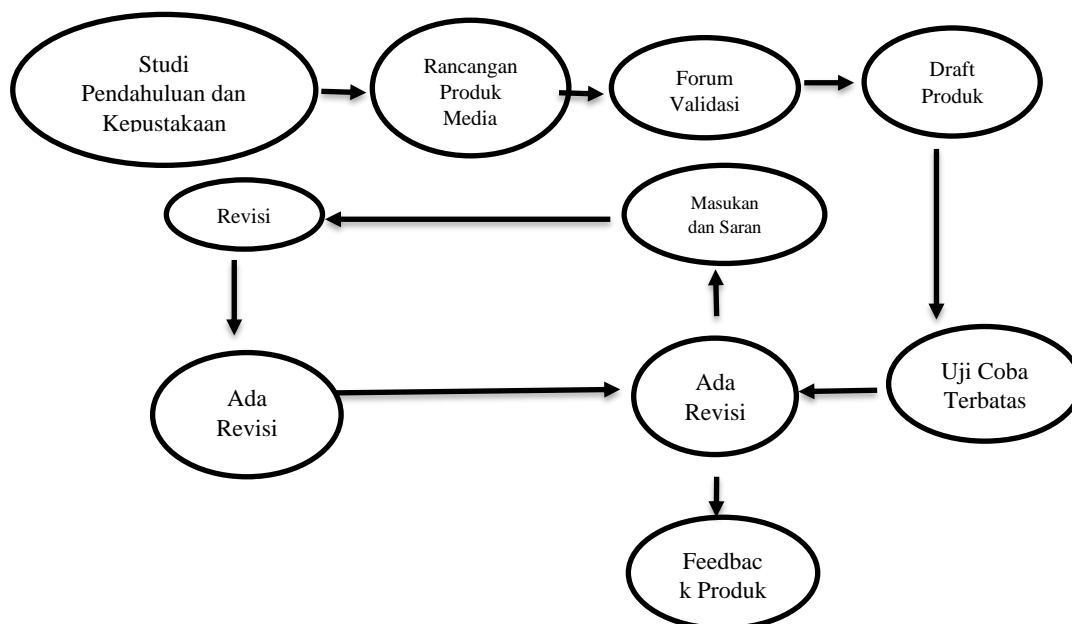 Studi
Pendahuluan dan
Kepustakaan
Rancangan
Produk
Media
Forum
Validasi
Draft
Produk
Revisi
Masukan
dan Saran
Ada
Revisi
Ada
Revisi
Uji Coba
Terbatas
Feedbac
k Produk